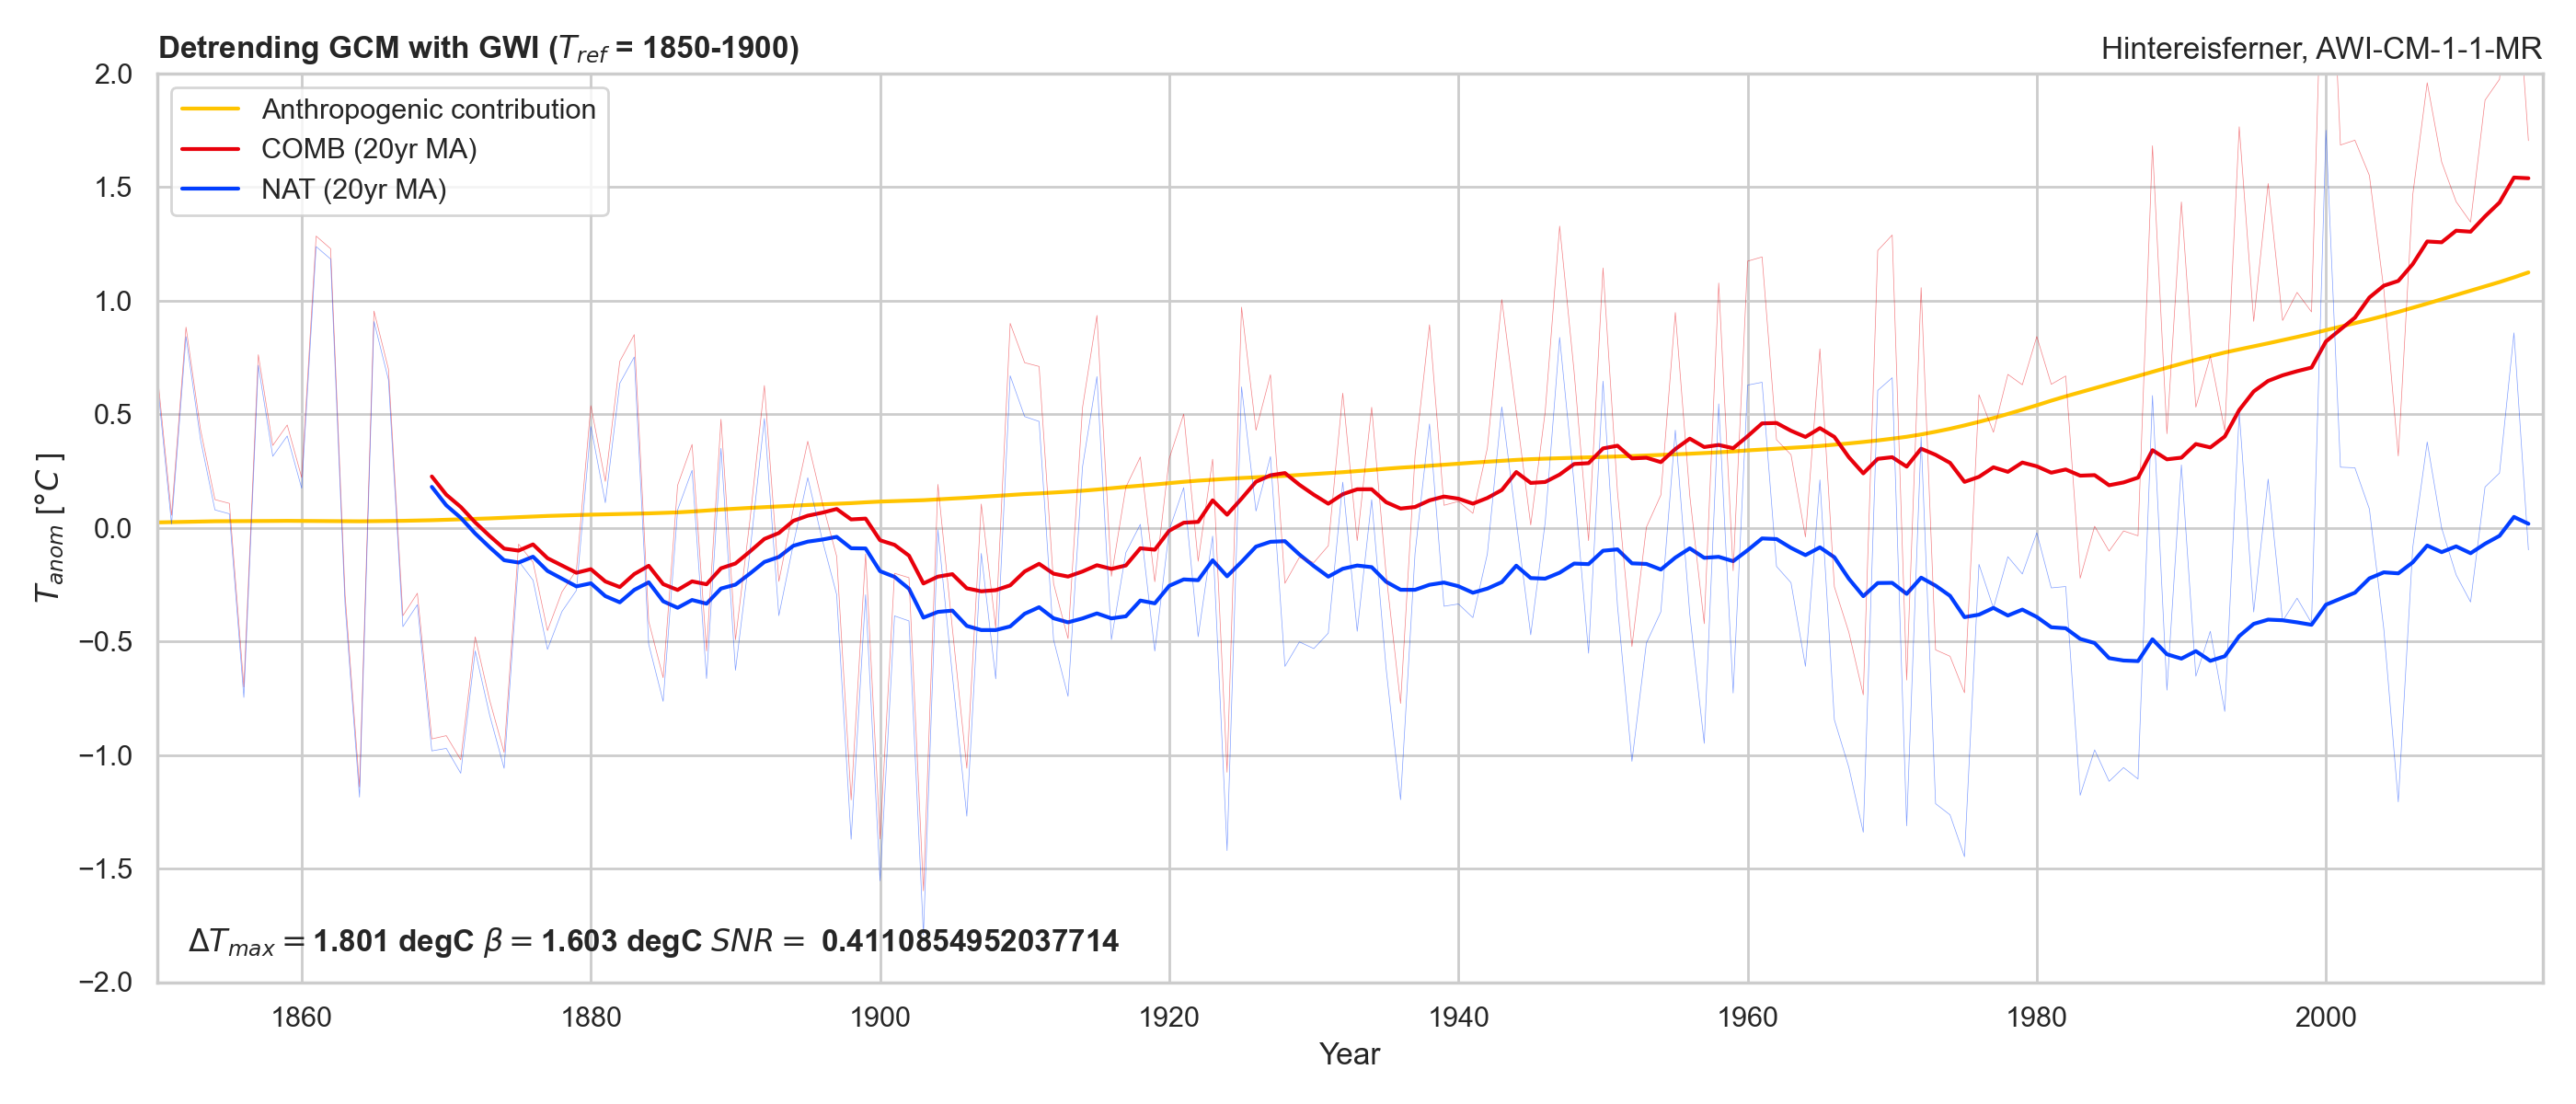 Detrending GCM with GWI (T_ref = 1850-1900)
Hintereisferner, AWI-CM-1-1-MR
Anthropogenic contribution
COMB (20yr MA)
NAT (20yr MA)
2.0
1.5
1.0
0.5
0.0
−0.5
−1.0
−1.5
−2.0
T_anom [°C ]
ΔT_max = 1.801 degC β = 1.603 degC SNR = 0.4110854952037714
1860 1880 1900 1920 1940 1960 1980 2000
Year